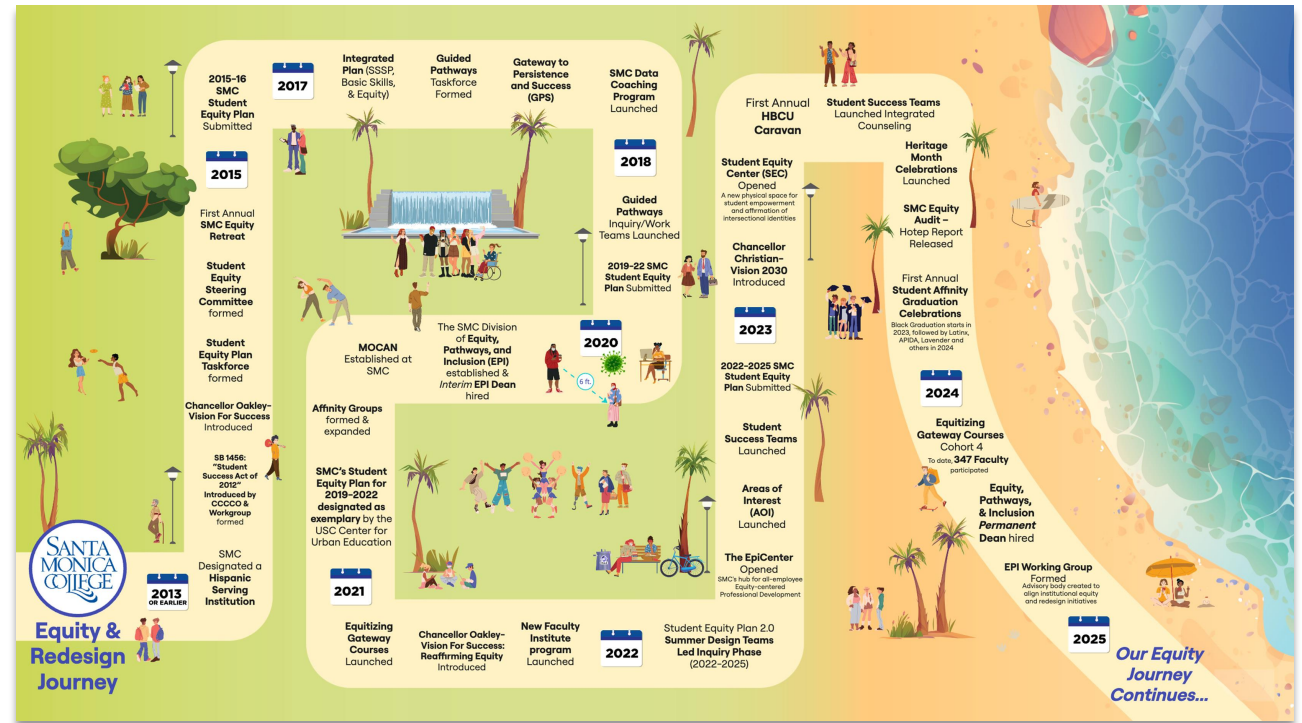 SANTA
MONICA
COLLEGE
Equity &
Redesign
Journey
2013
OR EARLIER
SMC
Designated a
Hispanic
Serving
Institution
SB 1456:
"Student
Success Act of
2012"
Introduced by
CCCCO &
Workgroup
formed
Chancellor Oakley-
Vision For Success
Introduced
Student
Equity Plan
Taskforce
formed
Student
Equity
Steering
Committee
formed
First Annual
SMC Equity
Retreat
2015
2015-16
SMC
Student
Equity Plan
Submitted
2017
Integrated
Plan (SSSP,
Basic Skills,
& Equity)
Guided
Pathways
Taskforce
Formed
Gateway to
Persistence
and Success
(GPS)
SMC Data
Coaching
Program
Launched
2018
Guided
Pathways
Inquiry/Work
Teams Launched
2019-22 SMC
Student Equity
Plan Submitted
2020
6 ft.
The SMC Division
of Equity,
Pathways, and
Inclusion (EPI)
established &
Interim EPI Dean
hired
MOCAN
Established at
SMC
Affinity Groups
formed &
expanded
SMC's Student
Equity Plan for
2019-2022
designated as
exemplary by the
USC Center for
Urban Education
2021
Equitizing
Gateway
Courses
Launched
Chancellor Oakley-
Vision For Success:
Reaffirming Equity
Introduced
New Faculty
Institute
program
Launched
2022
Student Equity Plan 2.0
Summer Design Teams
Led Inquiry Phase
(2022-2025)
The EpiCenter
Opened
SMC's hub for all-employee
Equity-centered
Professional Development
Areas of
Interest
(AOI)
Launched
Student
Success Teams
Launched
2022-2025 SMC
Student Equity
Plan Submitted
2023
Chancellor
Christian-
Vision 2030
Introduced
Student Equity
Center (SEC)
Opened
A new physical space for
student empowerment
and affirmation of
intersectional identities
First Annual
HBCU
Caravan
Student Success Teams
Launched Integrated
Counseling
Heritage
Month
Celebrations
Launched
SMC Equity
Audit –
Hotep Report
Released
First Annual
Student Affinity
Graduation
Celebrations
Black Graduation starts in
2023, followed by Latinx,
APIDA, Lavender and
others in 2024
2024
Equitizing
Gateway Courses
Cohort 4
To date, 347 Faculty
participated
Equity,
Pathways,
& Inclusion
Permanent
Dean hired
EPI Working Group
Formed
Advisory body created to
align institutional equity
and redesign initiatives
2025
Our Equity
Journey
Continues...